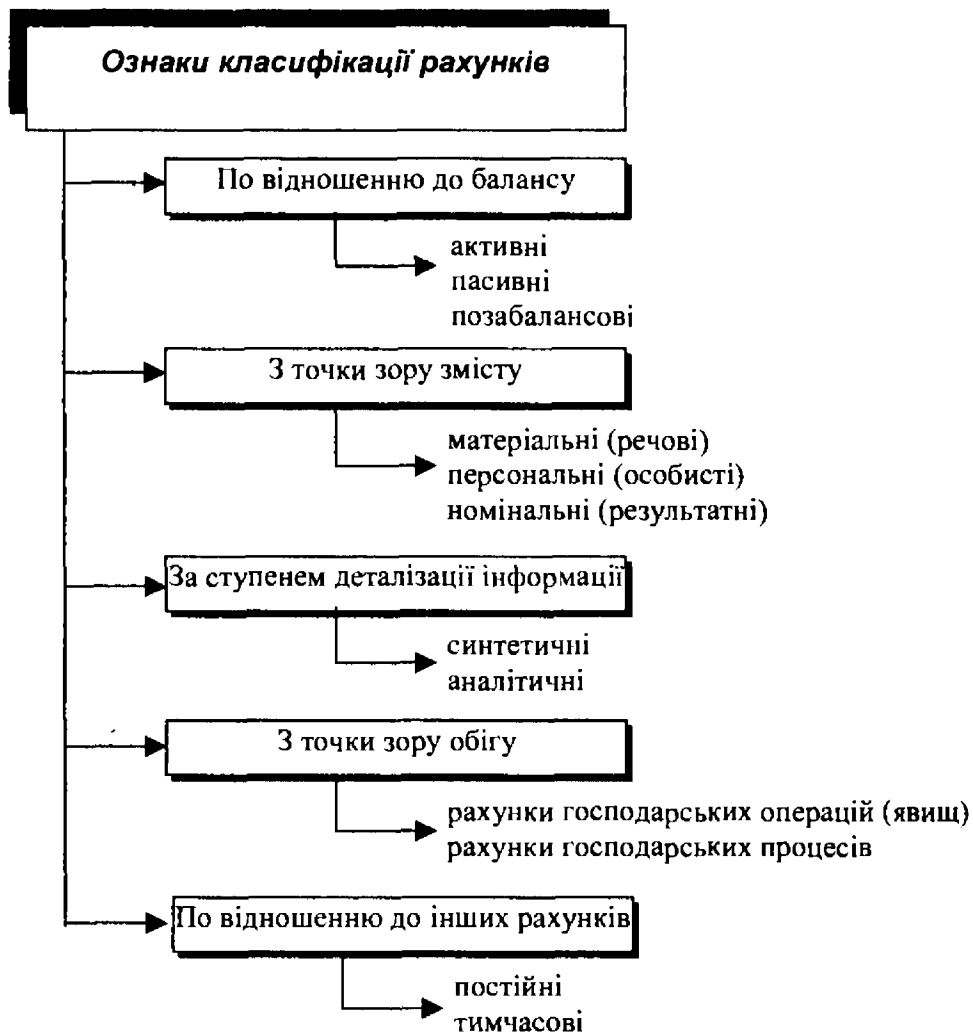 Ознаки класифікації рахунків
По відношенню до балансу
активні
пасивні
позабалансові
З точки зору змісту
матеріальні (речові)
персональні (особисті)
номінальні (результатні)
За ступенем деталізації інформації
синтетичні
аналітичні
З точки зору обігу
рахунки господарських операцій (явищ)
рахунки господарських процесів
По відношенню до інших рахунків
постійні
тимчасові